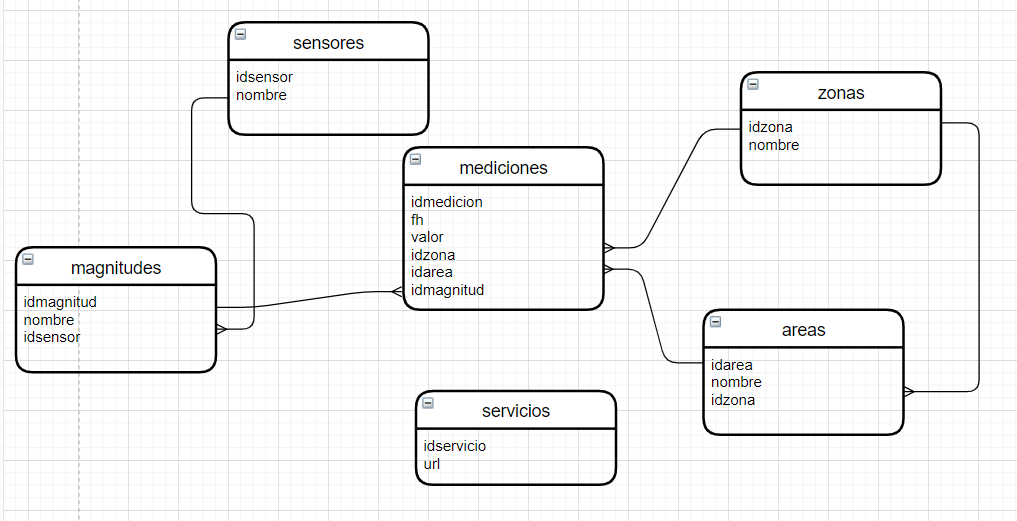 sensores
idsensor
nombre
zonas
idzona
nombre
mediciones
idmedicion
fh
valor
idzona
idarea
idmagnitud
magnitudes
idmagnitud
nombre
idsensor
areas
idarea
nombre
idzona
servicios
idservicio
url